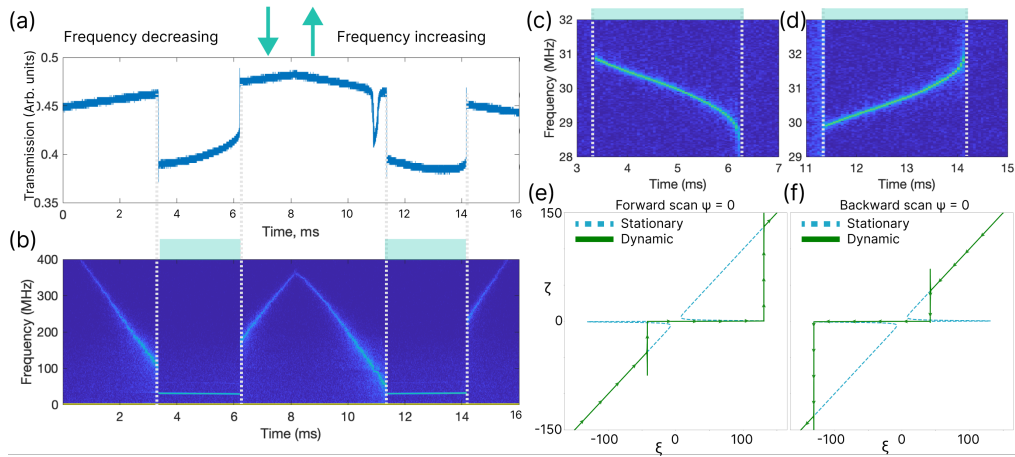 (a)
Frequency decreasing
Frequency increasing
Transmission (Arb. units)
0.5
0.45
0.4
0.35
0 2 4 6 8 10 12 14 16
Time, ms
(b)
Frequency (MHz)
400
300
200
100
0
2 4 6 8 10 12 14 16
Time (ms)
(c)
Frequency (MHz)
32
31
30
29
28
3 4 5 6 7
Time (ms)
(d)
32
31
30
29
28
11 12 13 14 15
Time (ms)
(e)
Forward scan ψ = 0
Stationary
Dynamic
150
ζ
0
-150
-100 0 100
ξ
(f)
Backward scan ψ = 0
Stationary
Dynamic
-100 0 100
ξ